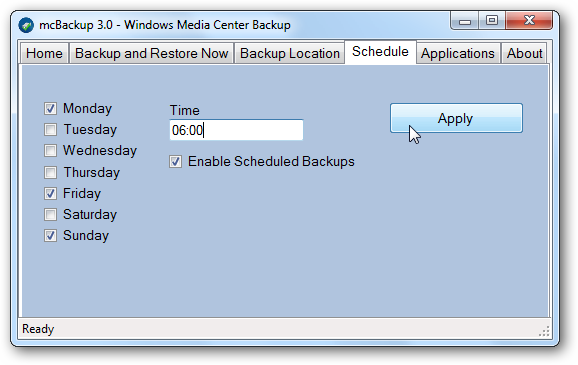 mcBackup 3.0 - Windows Media Center Backup
Home Backup and Restore Now Backup Location Schedule Applications About
Monday
Tuesday
Wednesday
Thursday
Friday
Saturday
Sunday
Time
06:00
Enable Scheduled Backups
Apply
Ready